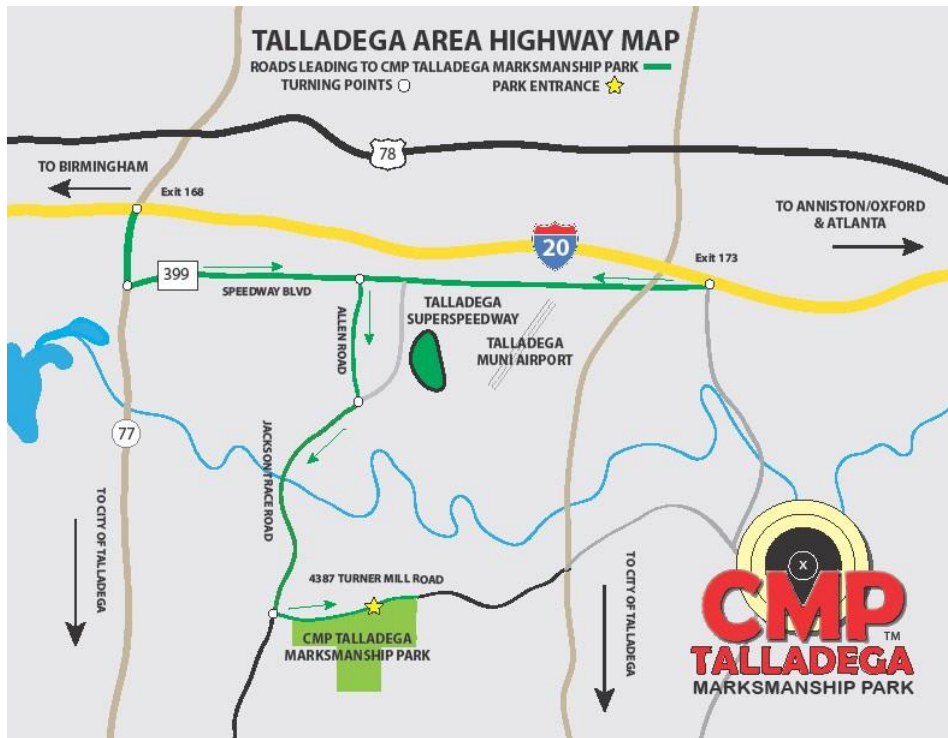 TALLADEGA AREA HIGHWAY MAP
ROADS LEADING TO CMP TALLADEGA MARKSMANSHIP PARK
TURNING POINTS
PARK ENTRANCE
78
TO BIRMINGHAM
Exit 168
20
TO ANNISTON/OXFORD
& ATLANTA
Exit 173
399
SPEEDWAY BLVD
ALLEN ROAD
TALLADEGA
SUPERSPEEDWAY
TALLADEGA
MUNI AIRPORT
77
JACKSON TRACE ROAD
TO CITY OF TALLADEGA
4387 TURNER MILL ROAD
CMP TALLADEGA
MARKSMANSHIP PARK
TO CITY OF TALLADEGA
X
CMP
TM
TALLADEGA
MARKSMANSHIP PARK